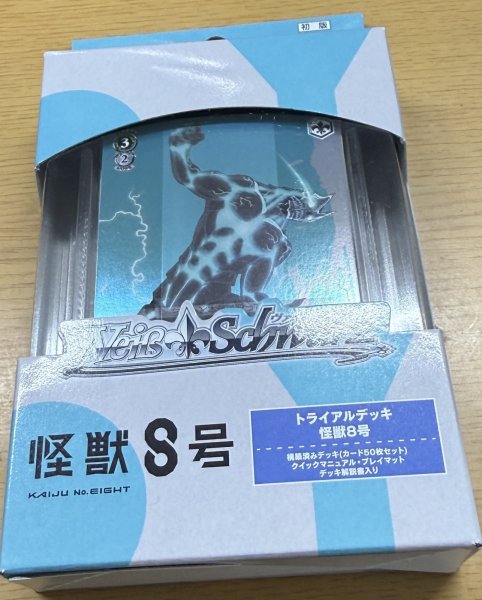 初版
3
2
Weiß Schwarz
怪獣8号
KAIJU No.EIGHT
トライアルデッキ
怪獣8号
構築済みデッキ(カード50枚セット)
クイックマニュアル・プレイマット
デッキ解説書入り